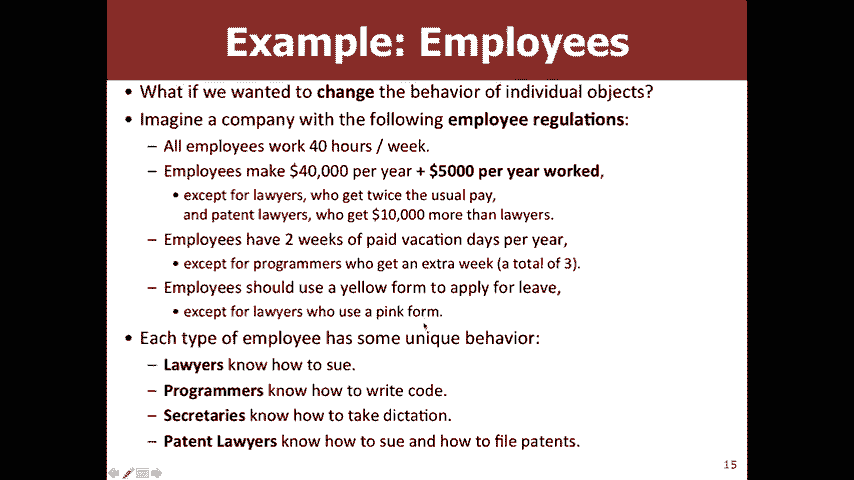 Example: Employees
• What if we wanted to change the behavior of individual objects?
• Imagine a company with the following employee regulations:
– All employees work 40 hours / week.
– Employees make $40,000 per year + $5000 per year worked,
• except for lawyers, who get twice the usual pay,
and patent lawyers, who get $10,000 more than lawyers.
– Employees have 2 weeks of paid vacation days per year,
• except for programmers who get an extra week (a total of 3).
– Employees should use a yellow form to apply for leave,
• except for lawyers who use a pink form.
• Each type of employee has some unique behavior:
– Lawyers know how to sue.
– Programmers know how to write code.
– Secretaries know how to take dictation.
– Patent Lawyers know how to sue and how to file patents.
15